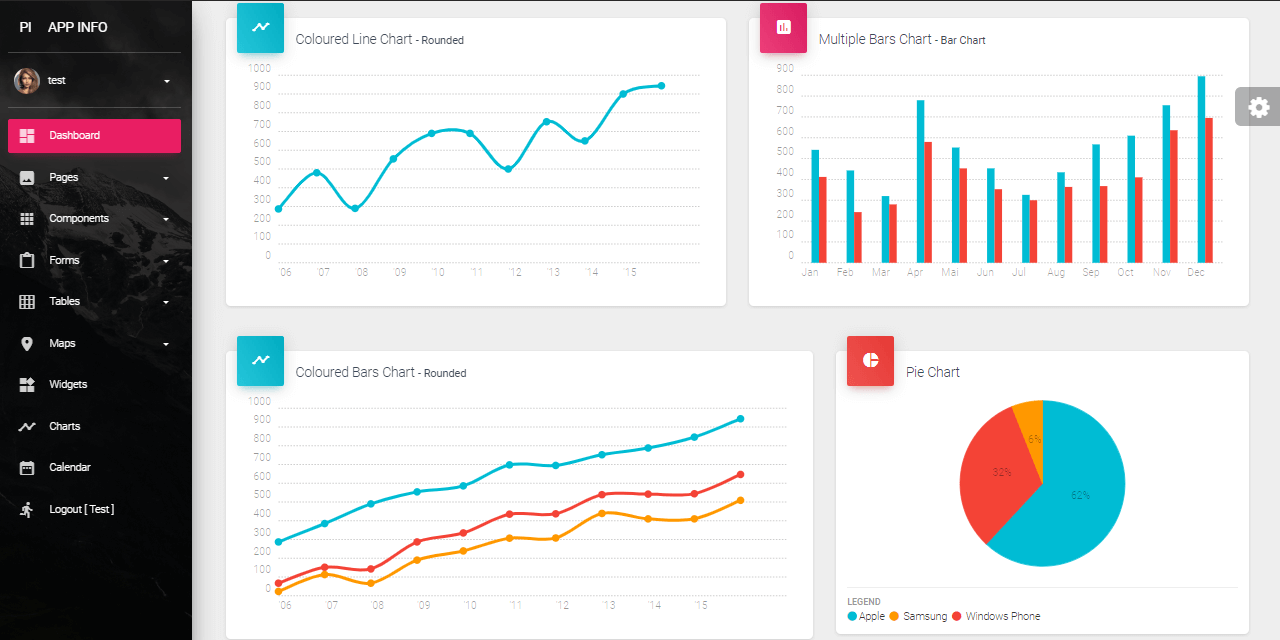 PI APP INFO
test
Dashboard
Pages
Components
Forms
Tables
Maps
Widgets
Charts
Calendar
Logout [ Test ]
Coloured Line Chart - Rounded
1000
900
800
700
600
500
400
300
200
100
0
'06 '07 '08 '09 '10 '11 '12 '13 '14 '15
Multiple Bars Chart - Bar Chart
900
800
700
600
500
400
300
200
100
0
Jan Feb Mar Apr Mai Jun Jul Aug Sep Oct Nov Dec
Coloured Bars Chart - Rounded
1000
900
800
700
600
500
400
300
200
100
0
'06 '07 '08 '09 '10 '11 '12 '13 '14 '15
Pie Chart
6%
32%
62%
LEGEND
Apple Samsung Windows Phone